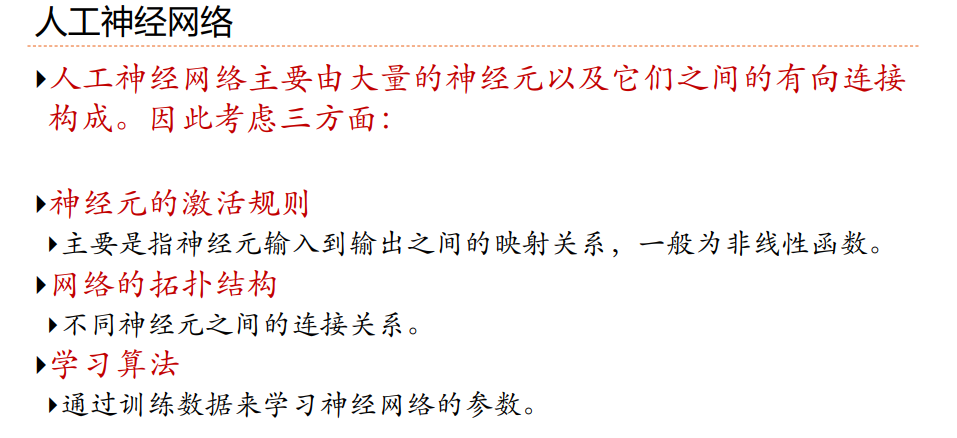 人工神经网络
人工神经网络主要由大量的神经元以及它们之间的有向连接
构成。因此考虑三方面：
神经元的激活规则
主要是指神经元输入到输出之间的映射关系，一般为非线性函数。
网络的拓扑结构
不同神经元之间的连接关系。
学习算法
通过训练数据来学习神经网络的参数。